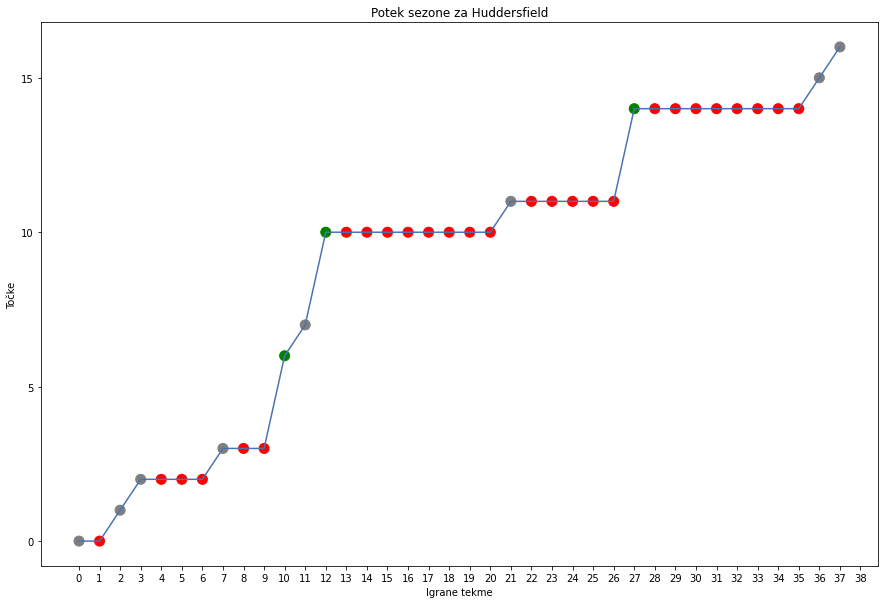 Potek sezone za Huddersfield
Točke
15
10
5
0
0 1 2 3 4 5 6 7 8 9 10 11 12 13 14 15 16 17 18 19 20 21 22 23 24 25 26 27 28 29 30 31 32 33 34 35 36 37 38
Igrane tekme